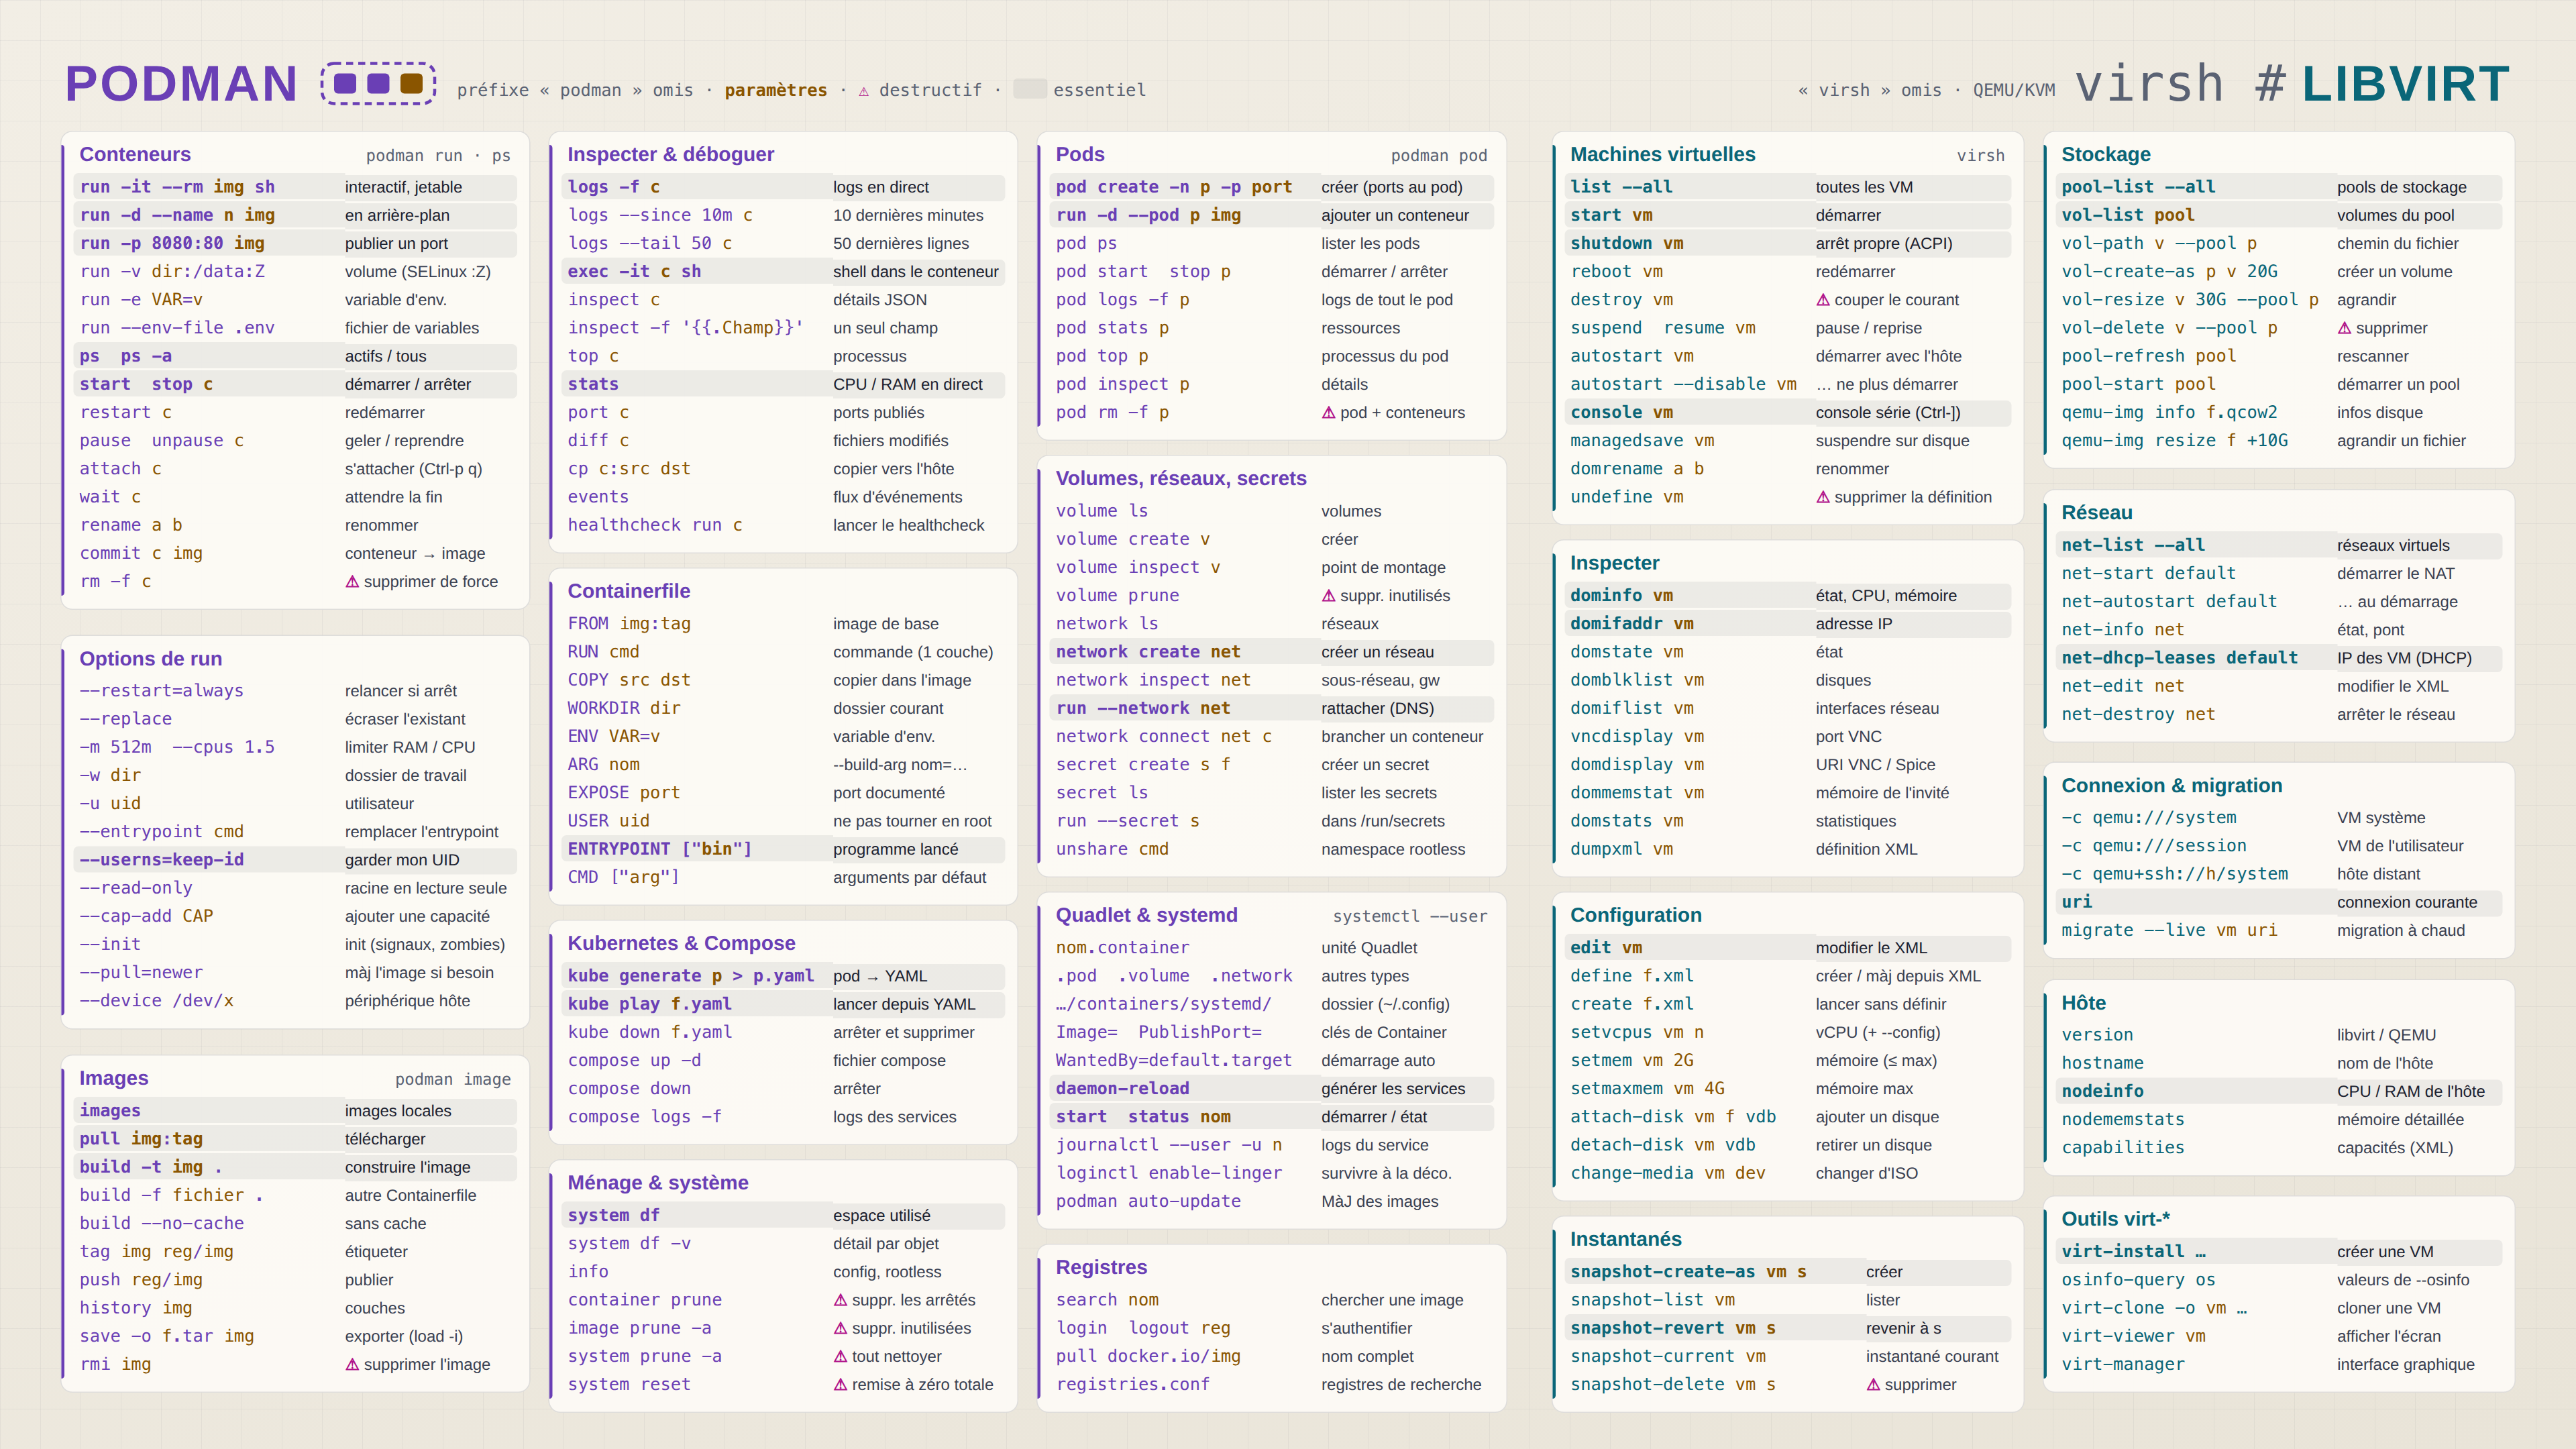 PODMAN
préfixe « podman » omis · paramètres · ⚠ destructif · essentiel
« virsh » omis · QEMU/KVM virsh # LIBVIRT
Conteneurs podman run · ps
run -it --rm img sh interactif, jetable
run -d --name n img en arrière-plan
run -p 8080:80 img publier un port
run -v dir:/data:Z volume (SELinux :Z)
run -e VAR=v variable d'env.
run --env-file .env fichier de variables
ps ps -a actifs / tous
start stop c démarrer / arrêter
restart c redémarrer
pause unpause c geler / reprendre
attach c s'attacher (Ctrl-p q)
wait c attendre la fin
rename a b renommer
commit c img conteneur → image
rm -f c ⚠ supprimer de force
Options de run
--restart=always relancer si arrêt
--replace écraser l'existant
-m 512m --cpus 1.5 limiter RAM / CPU
-w dir dossier de travail
-u uid utilisateur
--entrypoint cmd remplacer l'entrypoint
--userns=keep-id garder mon UID
--read-only racine en lecture seule
--cap-add CAP ajouter une capacité
--init init (signaux, zombies)
--pull=newer màj l'image si besoin
--device /dev/x périphérique hôte
Images podman image
images images locales
pull img:tag télécharger
build -t img . construire l'image
build -f fichier . autre Containerfile
build --no-cache sans cache
tag img reg/img étiqueter
push reg/img publier
history img couches
save -o f.tar img exporter (load -i)
rmi img ⚠ supprimer l'image
Inspecter & déboguer
logs -f c logs en direct
logs --since 10m c 10 dernières minutes
logs --tail 50 c 50 dernières lignes
exec -it c sh shell dans le conteneur
inspect c détails JSON
inspect -f '{{.Champ}}' un seul champ
top c processus
stats CPU / RAM en direct
port c ports publiés
diff c fichiers modifiés
cp c:src dst copier vers l'hôte
events flux d'événements
healthcheck run c lancer le healthcheck
Containerfile
FROM img:tag image de base
RUN cmd commande (1 couche)
COPY src dst copier dans l'image
WORKDIR dir dossier courant
ENV VAR=v variable d'env.
ARG nom --build-arg nom=…
EXPOSE port port documenté
USER uid ne pas tourner en root
ENTRYPOINT ["bin"] programme lancé
CMD ["arg"] arguments par défaut
Kubernetes & Compose
kube generate p > p.yaml pod → YAML
kube play f.yaml lancer depuis YAML
kube down f.yaml arrêter et supprimer
compose up -d fichier compose
compose down arrêter
compose logs -f logs des services
Ménage & système
system df espace utilisé
system df -v détail par objet
info config, rootless
container prune ⚠ suppr. les arrêtés
image prune -a ⚠ suppr. inutilisées
system prune -a ⚠ tout nettoyer
system reset ⚠ remise à zéro totale
Pods podman pod
pod create -n p -p port créer (ports au pod)
run -d --pod p img ajouter un conteneur
pod ps lister les pods
pod start stop p démarrer / arrêter
pod logs -f p logs de tout le pod
pod stats p ressources
pod top p processus du pod
pod inspect p détails
pod rm -f p ⚠ pod + conteneurs
Volumes, réseaux, secrets
volume ls volumes
volume create v créer
volume inspect v point de montage
volume prune ⚠ suppr. inutilisés
network ls réseaux
network create net créer un réseau
network inspect net sous-réseau, gw
run --network net rattacher (DNS)
network connect net c brancher un conteneur
secret create s f créer un secret
secret ls lister les secrets
run --secret s dans /run/secrets
unshare cmd namespace rootless
Quadlet & systemd systemctl --user
nom.container unité Quadlet
.pod .volume .network autres types
…/containers/systemd/ dossier (~/.config)
Image= PublishPort= clés de Container
WantedBy=default.target démarrage auto
daemon-reload générer les services
start status nom démarrer / état
journalctl --user -u n logs du service
loginctl enable-linger survivre à la déco.
podman auto-update MàJ des images
Registres
search nom chercher une image
login logout reg s'authentifier
pull docker.io/img nom complet
registries.conf registres de recherche
Machines virtuelles virsh
list --all toutes les VM
start vm démarrer
shutdown vm arrêt propre (ACPI)
reboot vm redémarrer
destroy vm ⚠ couper le courant
suspend resume vm pause / reprise
autostart vm démarrer avec l'hôte
autostart --disable vm … ne plus démarrer
console vm console série (Ctrl-])
managedsave vm suspendre sur disque
domrename a b renommer
undefine vm ⚠ supprimer la définition
Inspecter
dominfo vm état, CPU, mémoire
domifaddr vm adresse IP
domstate vm état
domblklist vm disques
domiflist vm interfaces réseau
vncdisplay vm port VNC
domdisplay vm URI VNC / Spice
dommemstat vm mémoire de l'invité
domstats vm statistiques
dumpxml vm définition XML
Configuration
edit vm modifier le XML
define f.xml créer / màj depuis XML
create f.xml lancer sans définir
setvcpus vm n vCPU (+ --config)
setmem vm 2G mémoire (≤ max)
setmaxmem vm 4G mémoire max
attach-disk vm f vdb ajouter un disque
detach-disk vm vdb retirer un disque
change-media vm dev changer d'ISO
Instantanés
snapshot-create-as vm s créer
snapshot-list vm lister
snapshot-revert vm s revenir à s
snapshot-current vm instantané courant
snapshot-delete vm s ⚠ supprimer
Stockage
pool-list --all pools de stockage
vol-list pool volumes du pool
vol-path v --pool p chemin du fichier
vol-create-as p v 20G créer un volume
vol-resize v 30G --pool p agrandir
vol-delete v --pool p ⚠ supprimer
pool-refresh pool rescanner
pool-start pool démarrer un pool
qemu-img info f.qcow2 infos disque
qemu-img resize f +10G agrandir un fichier
Réseau
net-list --all réseaux virtuels
net-start default démarrer le NAT
net-autostart default … au démarrage
net-info net état, pont
net-dhcp-leases default IP des VM (DHCP)
net-edit net modifier le XML
net-destroy net arrêter le réseau
Connexion & migration
-c qemu:///system VM système
-c qemu:///session VM de l'utilisateur
-c qemu+ssh://h/system hôte distant
uri connexion courante
migrate --live vm uri migration à chaud
Hôte
version libvirt / QEMU
hostname nom de l'hôte
nodeinfo CPU / RAM de l'hôte
nodememstats mémoire détaillée
capabilities capacités (XML)
Outils virt-*
virt-install … créer une VM
osinfo-query os valeurs de --osinfo
virt-clone -o vm … cloner une VM
virt-viewer vm afficher l'écran
virt-manager interface graphique